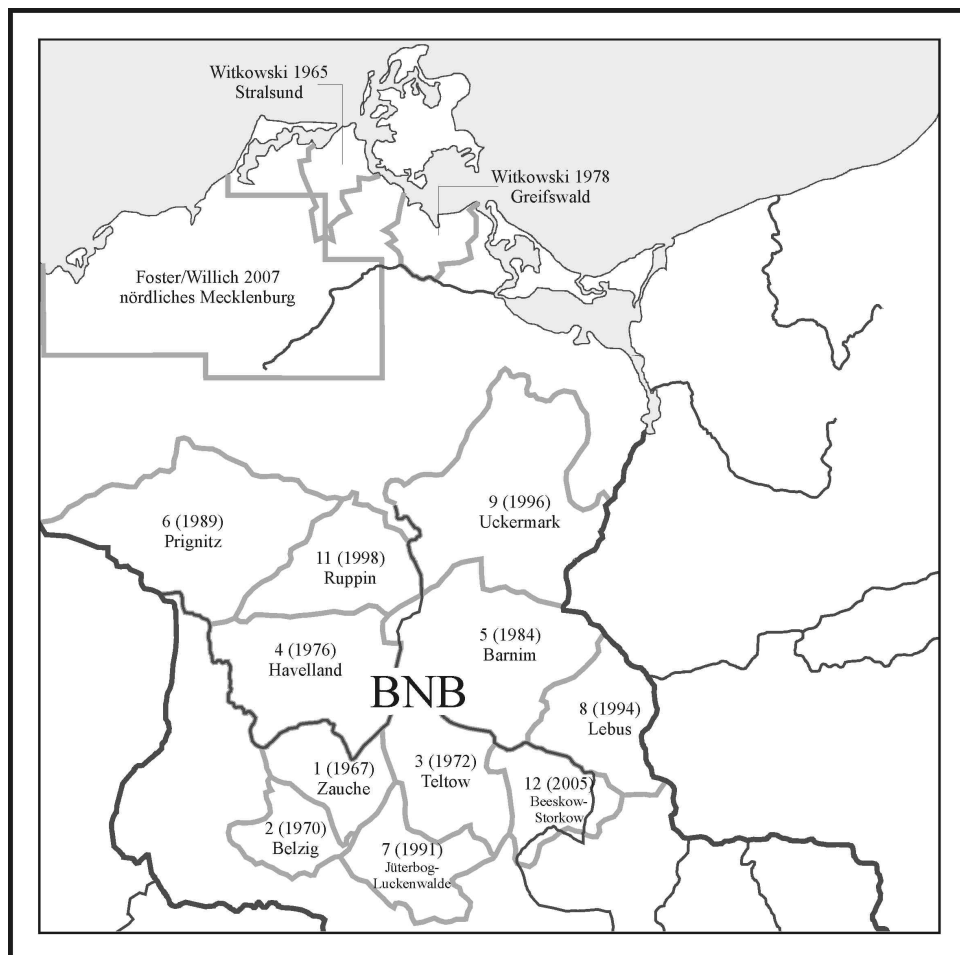 Witkowski 1965
Stralsund
Witkowski 1978
Greifswald
Foster/Willich 2007
nördliches Mecklenburg
9 (1996)
Uckermark
6 (1989)
Prignitz
11 (1998)
Ruppin
5 (1984)
Barnim
4 (1976)
Havelland
BNB
8 (1994)
Lebus
3 (1972)
Teltow
1 (1967)
Zauche
12 (2005)
Beeskow-
Storkow
2 (1970)
Belzig
7 (1991)
Jüterbog-
Luckenwalde